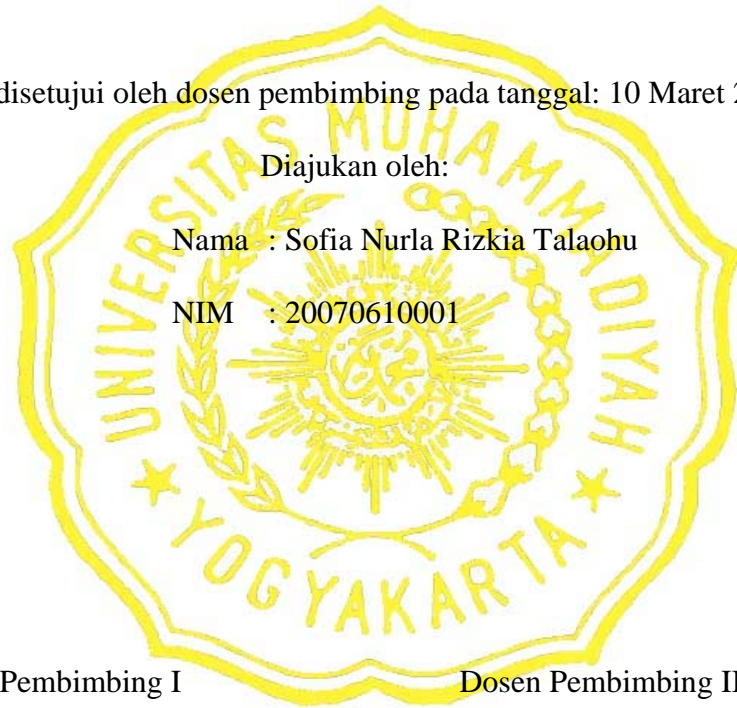 disetujui oleh dosen pembimbing pada tanggal: 10 Maret 2
Diajukan oleh:
Nama : Sofia Nurla Rizkia Talaohu
NIM : 20070610001
UNIVERSITAS MUHAMMADIYAH
YOGYAKARTA
Pembimbing I Dosen Pembimbing II